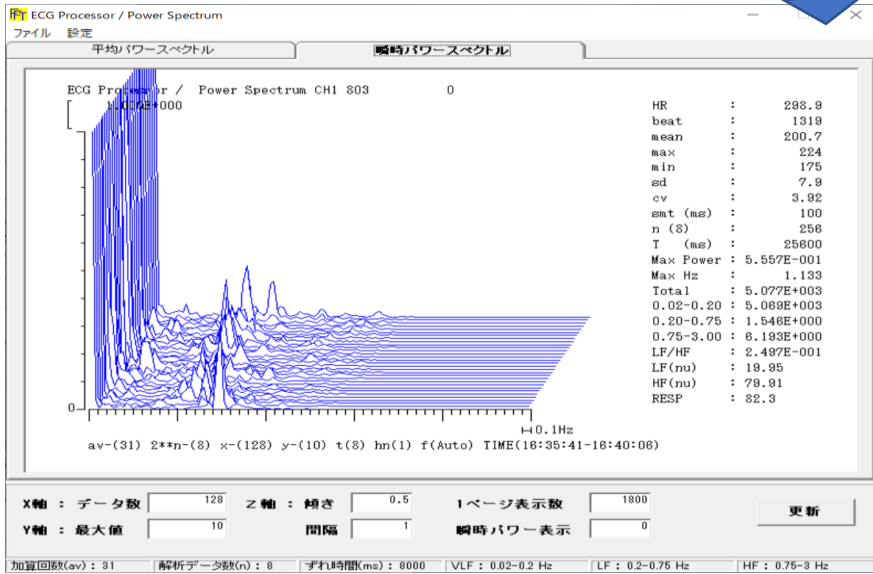 ECG Processor / Power Spectrum
ファイル 設定
平均パワースペクトル 瞬時パワースペクトル
ECG Processor / Power Spectrum CH1 803 0
1.000E+000
HR : 298.9
beat : 1319
mean : 200.7
max : 224
min : 175
sd : 7.9
cv : 3.92
smt (ms) : 100
n (8) : 256
T (ms) : 25600
Max Power : 5.557E-001
Max Hz : 1.133
Total : 5.077E+003
0.02-0.20 : 5.069E+003
0.20-0.75 : 1.546E+000
0.75-3.00 : 6.193E+000
LF/HF : 2.497E-001
LF(nu) : 19.95
HF(nu) : 79.91
RESP : 82.3
0
0.1Hz
av-(31) 2**n-(8) x-(128) y-(10) t(8) hn(1) f(Auto) TIME(16:35:41-16:40:06)
X軸 : データ数 128 Z軸 : 傾き 0.5 1ページ表示数 1800
更新
Y軸 : 最大値 10 間隔 1 瞬時パワー表示 0
加算回数(av) : 31 解析データ数(n) : 8 ずれ時間(ms) : 8000 VLF : 0.02-0.2 Hz LF : 0.2-0.75 Hz HF : 0.75-3 Hz